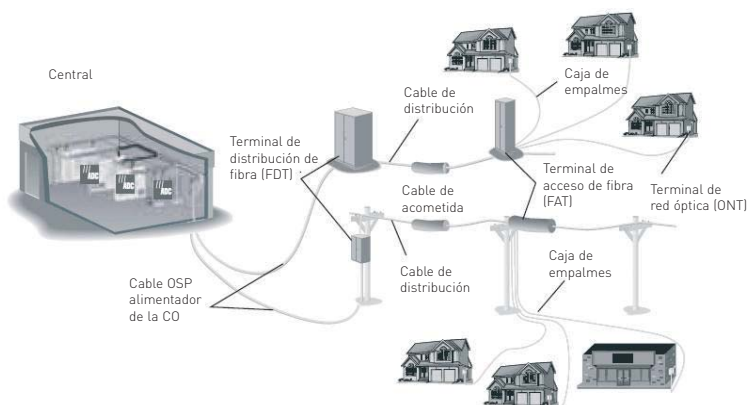 Central
ADC
ADC
ADC
Terminal de
distribución de
fibra (FDT)
Cable de
distribución
Caja de
empalmes
Cable de
acometida
Terminal de
acceso de fibra
(FAT)
Terminal de
red óptica (ONT)
Cable OSP
alimentador
de la CO
Cable de
distribución
Caja de
empalmes